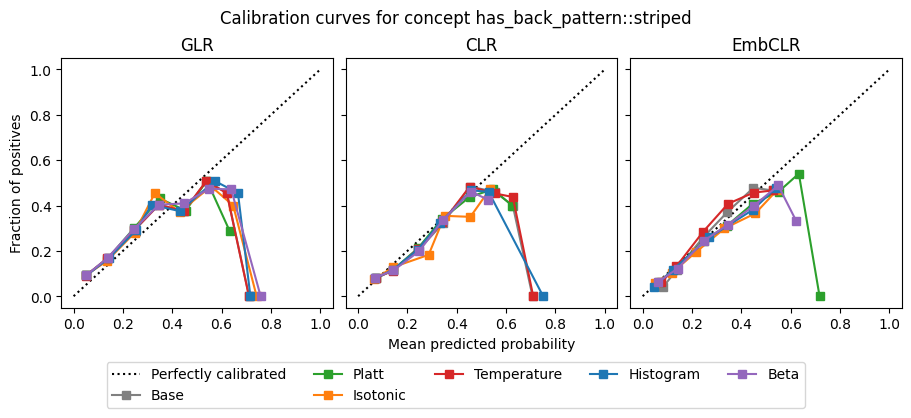 Calibration curves for concept has_back_pattern::striped
GLR
CLR
EmbCLR
Fraction of positives
1.0
0.8
0.6
0.4
0.2
0.0
0.0 0.2 0.4 0.6 0.8 1.0
0.0 0.2 0.4 0.6 0.8 1.0
0.0 0.2 0.4 0.6 0.8 1.0
Mean predicted probability
Perfectly calibrated
Base
Platt
Isotonic
Temperature
Histogram
Beta